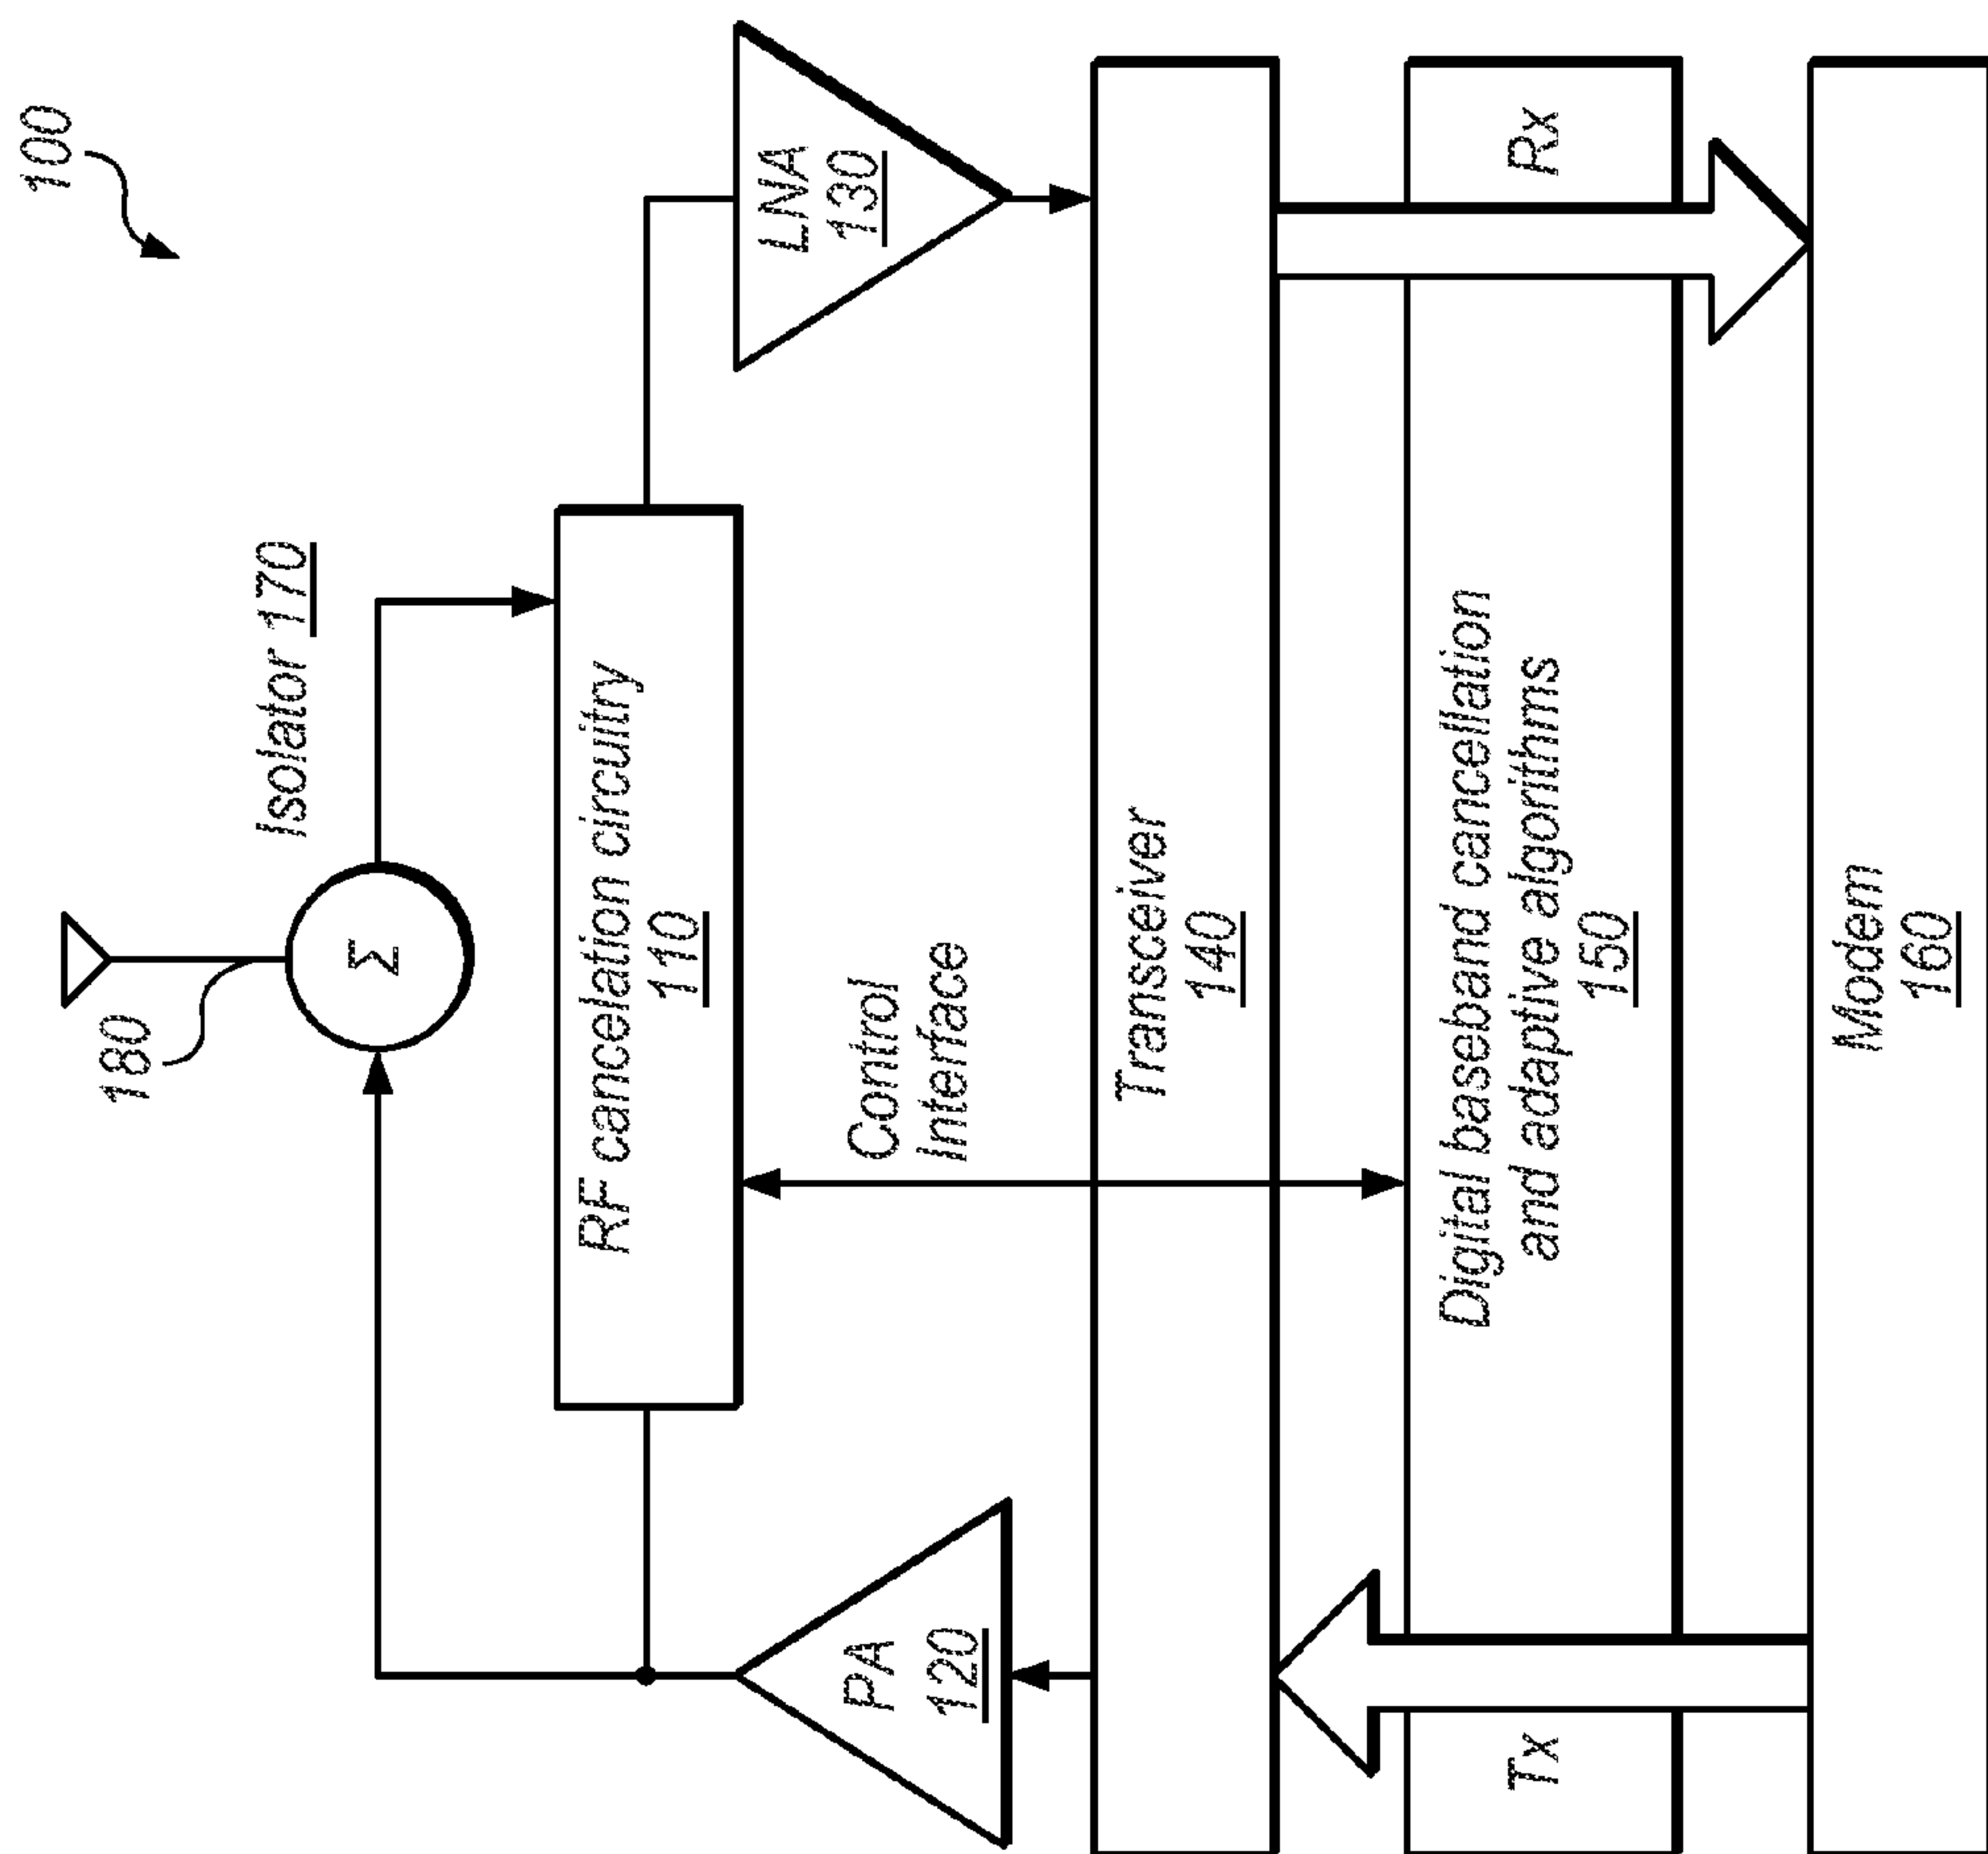 100
180
Isolator 170
Σ
RF cancelation circuitry
110
LNA
130
PA
120
Control
Interface
Transceiver
140
Digital baseband cancellation
and adaptive algorithms
150
Tx
Rx
Modem
160